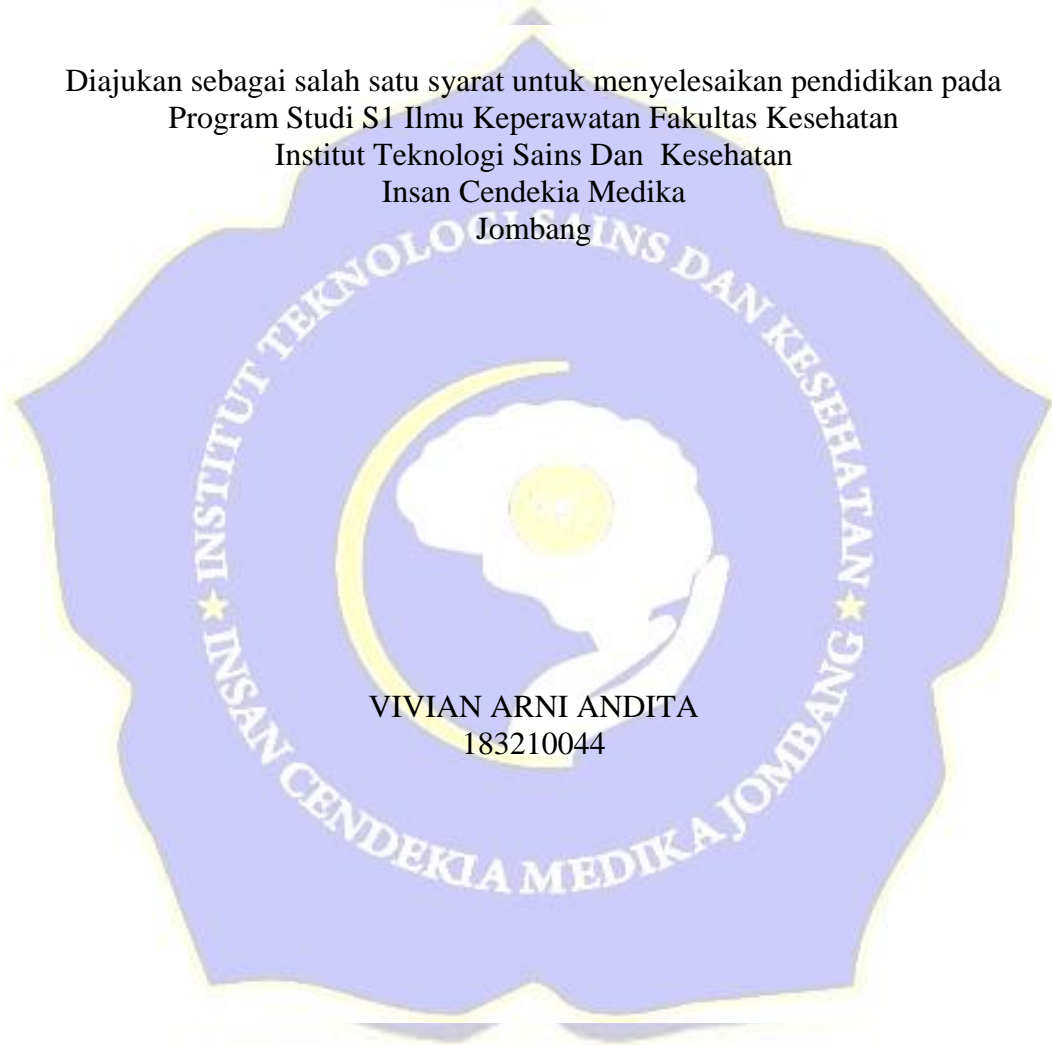 Diajukan sebagai salah satu syarat untuk menyelesaikan pendidikan pada
Program Studi S1 Ilmu Keperawatan Fakultas Kesehatan
Institut Teknologi Sains Dan Kesehatan
Insan Cendekia Medika
Jombang
INSTITUT TEKNOLOGI SAINS DAN KESEHATAN
VIVIAN ARNI ANDITA
183210044
INSAN CENDEKIA MEDIKA JOMBANG